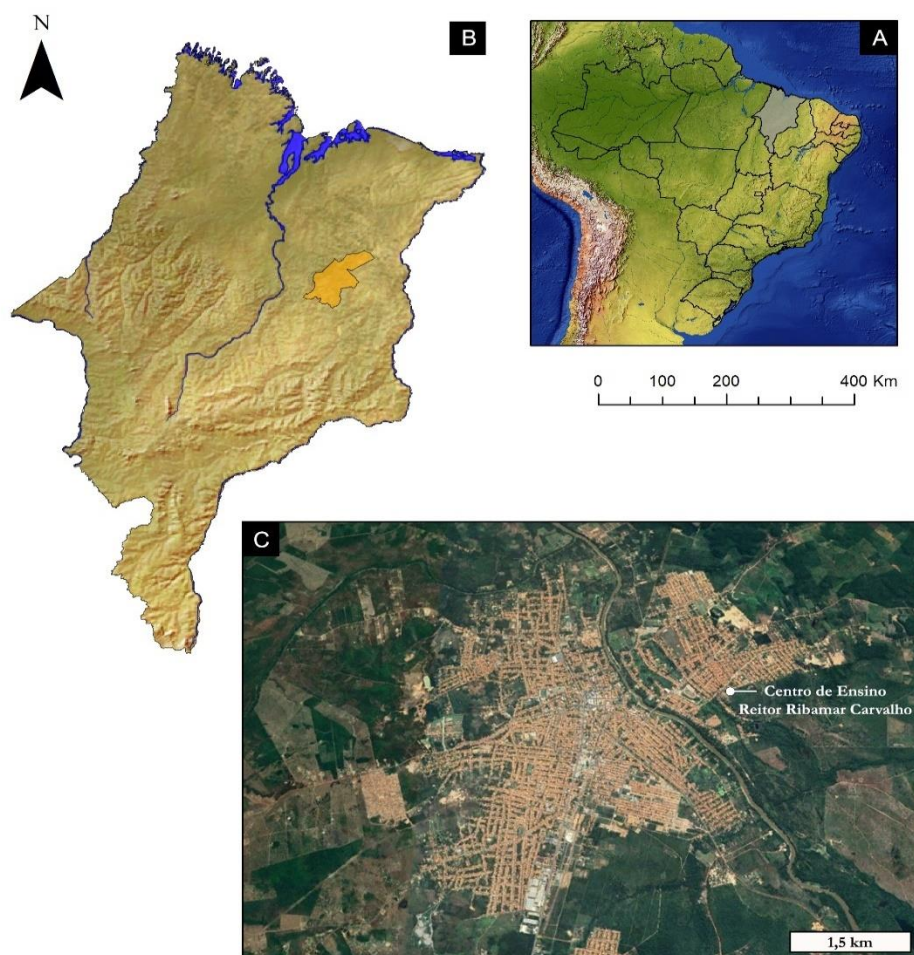 N
B
A
0 100 200 400 Km
C
Centro de Ensino
Reitor Ribamar Carvalho
1,5 km